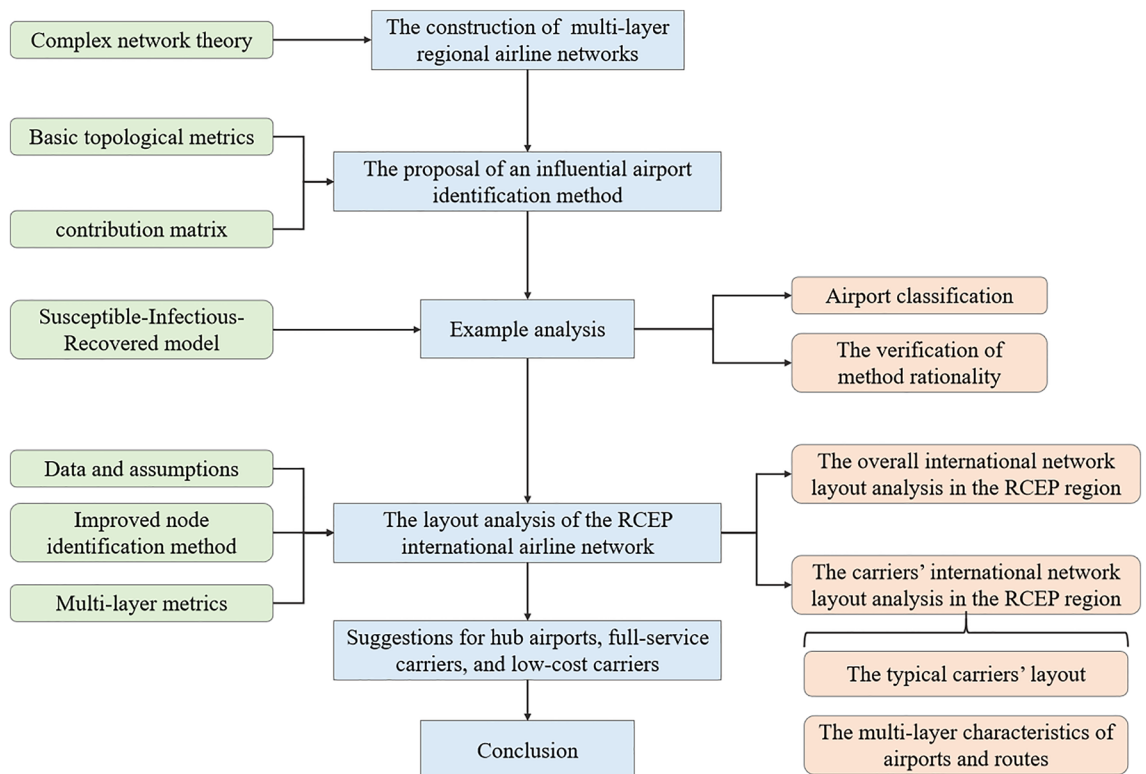 Complex network theory
The construction of multi-layer
regional airline networks
Basic topological metrics
The proposal of an influential airport
identification method
contribution matrix
Susceptible-Infectious-
Recovered model
Example analysis
Airport classification
The verification of
method rationality
Data and assumptions
Improved node
identification method
Multi-layer metrics
The layout analysis of the RCEP
international airline network
The overall international network
layout analysis in the RCEP region
The carriers’ international network
layout analysis in the RCEP region
The typical carriers’ layout
The multi-layer characteristics of
airports and routes
Suggestions for hub airports, full-service
carriers, and low-cost carriers
Conclusion